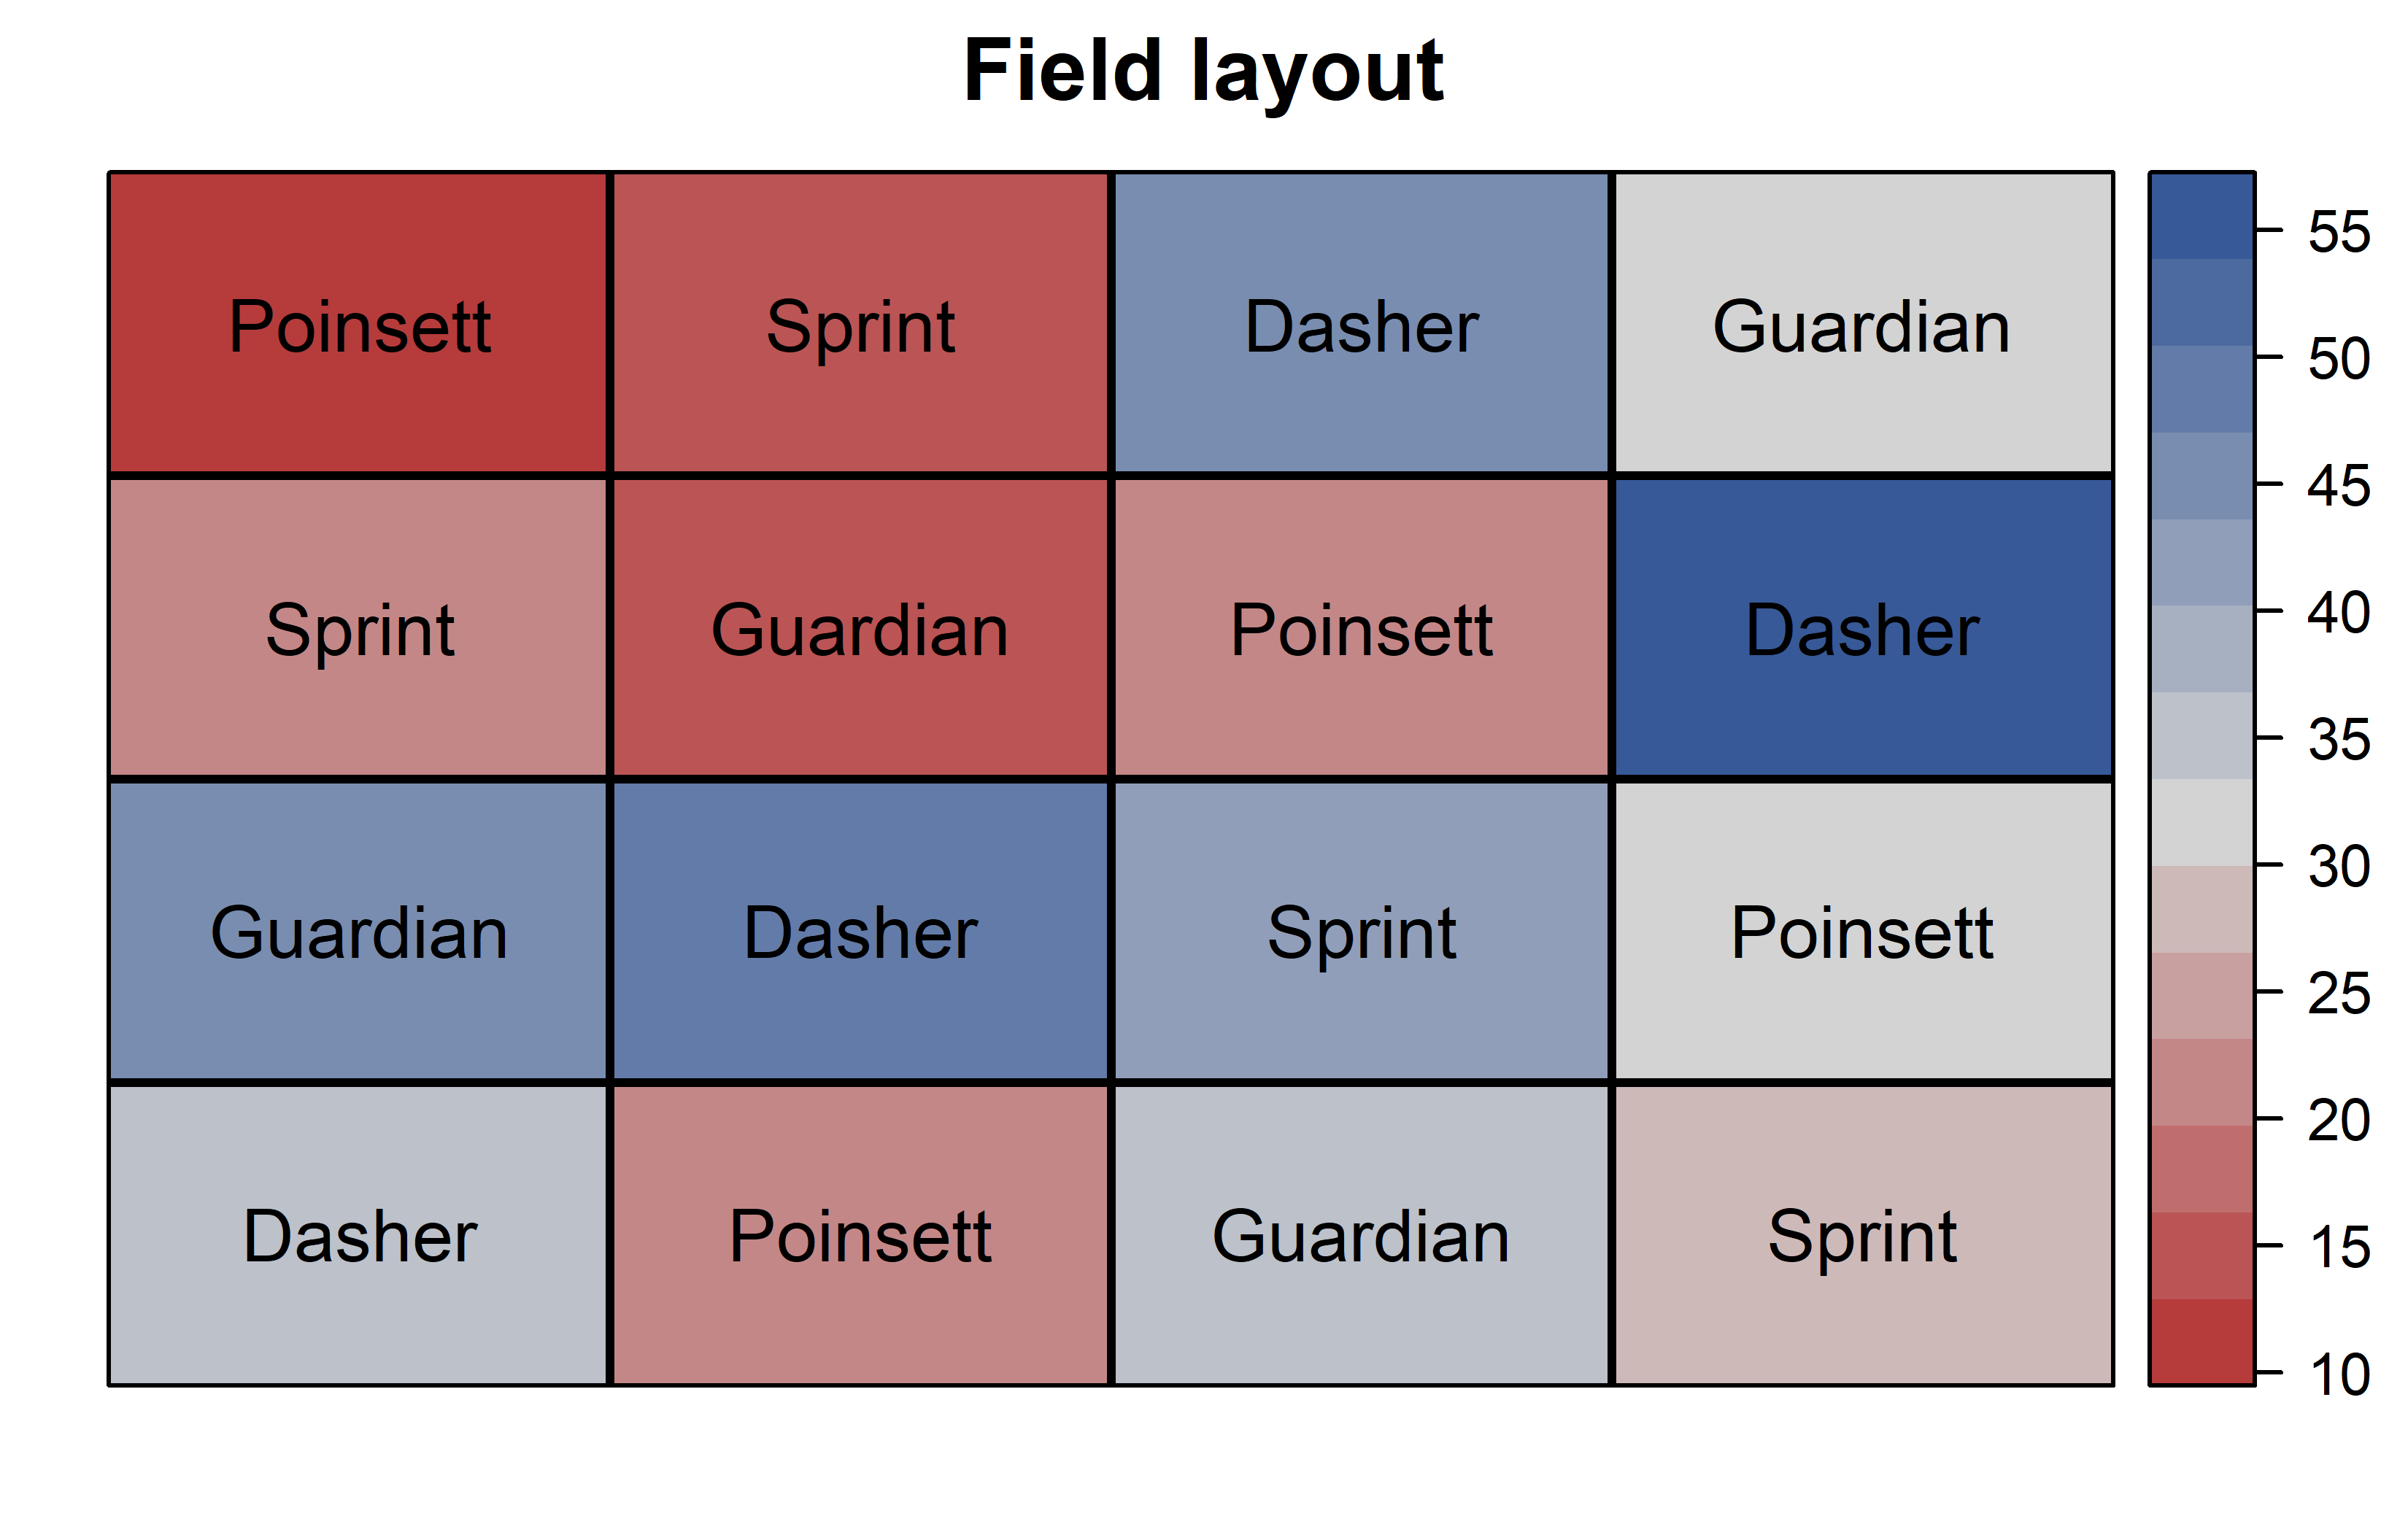 Field layout
Poinsett Sprint Dasher Guardian
Sprint Guardian Poinsett Dasher
Guardian Dasher Sprint Poinsett
Dasher Poinsett Guardian Sprint
55
50
45
40
35
30
25
20
15
10